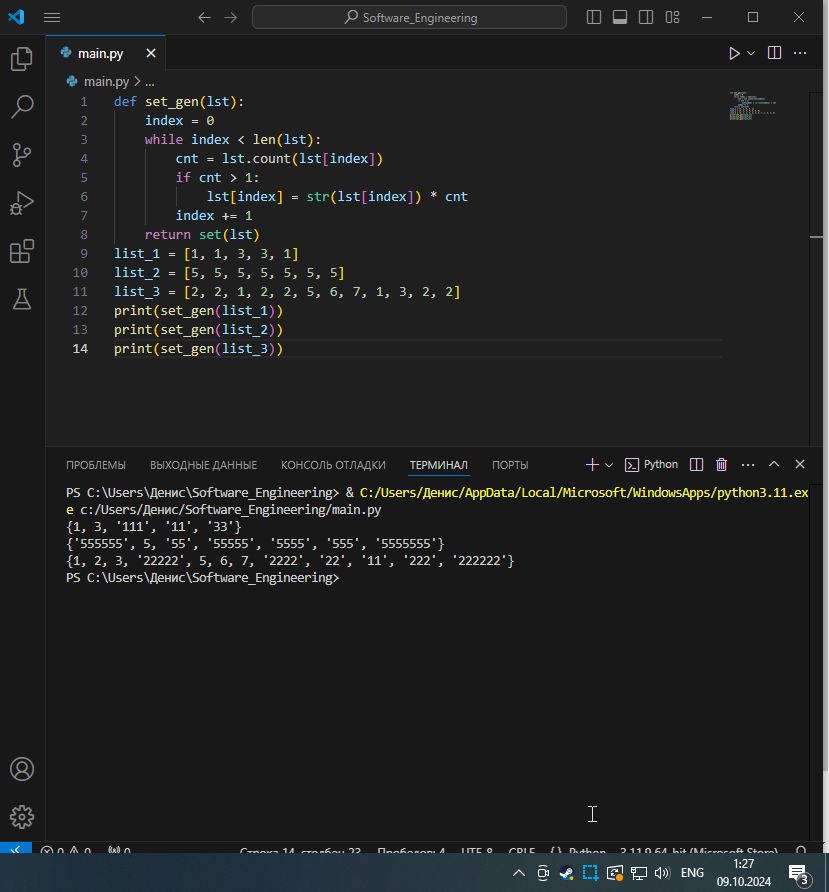 Software_Engineering
main.py
main.py > ...
1 def set_gen(lst):
2 index = 0
3 while index < len(lst):
4 cnt = lst.count(lst[index])
5 if cnt > 1:
6 lst[index] = str(lst[index]) * cnt
7 index += 1
8 return set(lst)
9 list_1 = [1, 1, 3, 3, 1]
10 list_2 = [5, 5, 5, 5, 5, 5, 5]
11 list_3 = [2, 2, 1, 2, 2, 5, 6, 7, 1, 3, 2, 2]
12 print(set_gen(list_1))
13 print(set_gen(list_2))
14 print(set_gen(list_3))
ПРОБЛЕМЫ ВЫХОДНЫЕ ДАННЫЕ КОНСОЛЬ ОТЛАДКИ ТЕРМИНАЛ ПОРТЫ Python
PS C:\Users\Денис\Software_Engineering> & C:/Users/Денис/AppData/Local/Microsoft/WindowsApps/python3.11.ex
e c:/Users/Денис/Software_Engineering/main.py
{1, 3, '111', '11', '33'}
{'555555', 5, '55', '55555', '5555', '555', '5555555'}
{1, 2, 3, '22222', 5, 6, 7, '2222', '22', '11', '222', '222222'}
PS C:\Users\Денис\Software_Engineering>
0 0 0 Строка 14, столбец 23 Пробелов: 4 UTF-8 CRLF {} Python 3.11.9 64-bit (Microsoft Store)
ENG 1:27
09.10.2024 3